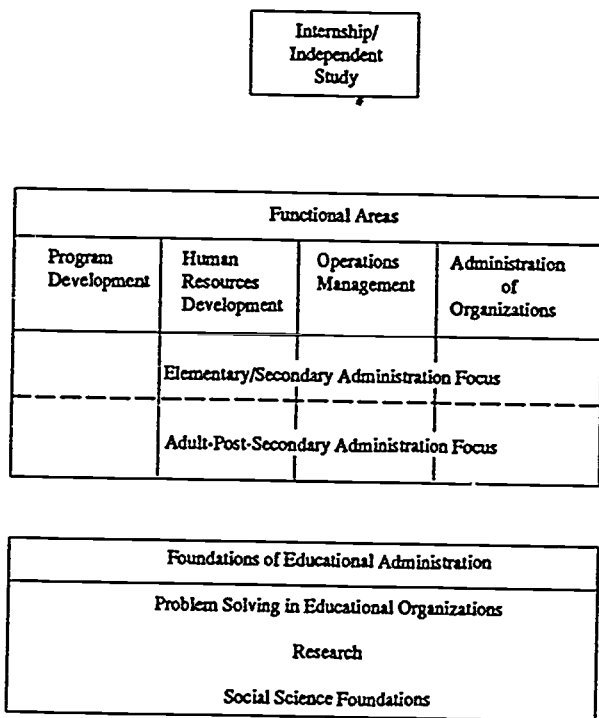 Internship/
Independent
Study
Functional Areas
Program
Development
Human
Resources
Development
Operations
Management
Administration
of
Organizations
Elementary/Secondary Administration Focus
Adult-Post-Secondary Administration Focus
Foundations of Educational Administration
Problem Solving in Educational Organizations
Research
Social Science Foundations